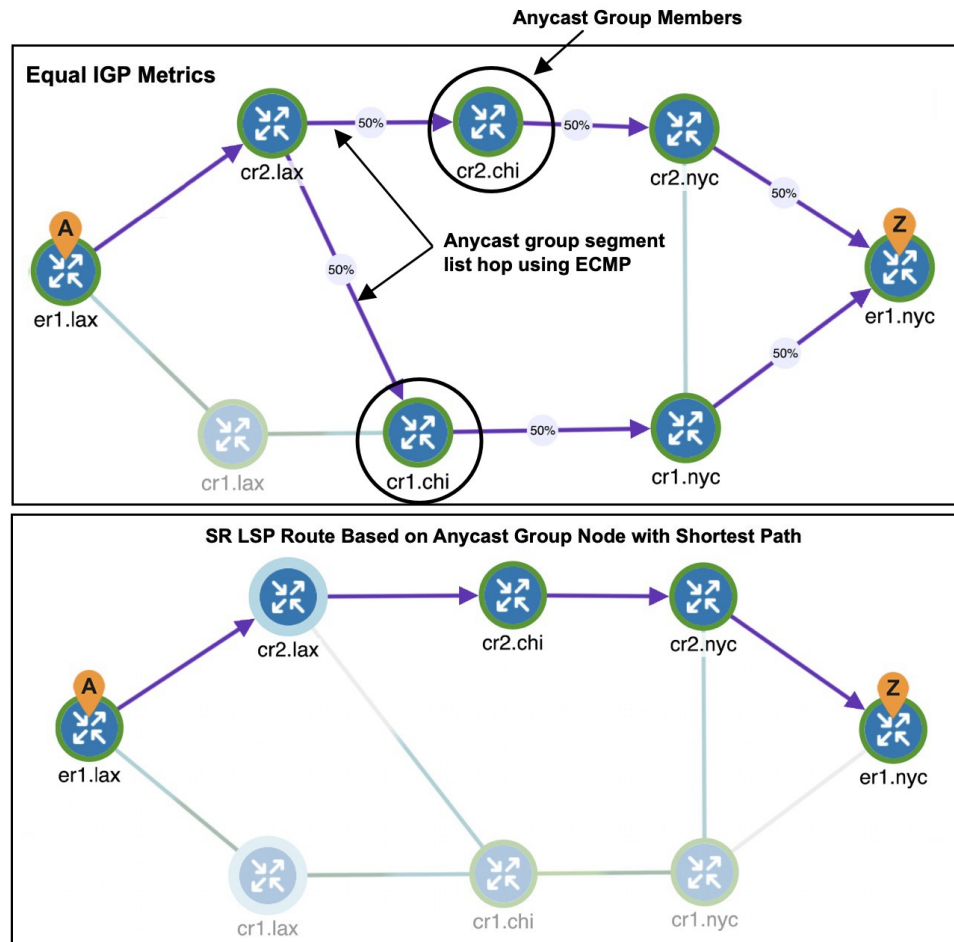 Anycast Group Members
Equal IGP Metrics
50%
50%
cr2.lax
cr2.chi
cr2.nyc
50%
A
Z
Anycast group segment
list hop using ECMP
50%
er1.lax
er1.nyc
50%
50%
cr1.lax
cr1.chi
cr1.nyc
SR LSP Route Based on Anycast Group Node with Shortest Path
cr2.lax
cr2.chi
cr2.nyc
A
Z
er1.lax
er1.nyc
cr1.lax
cr1.chi
cr1.nyc